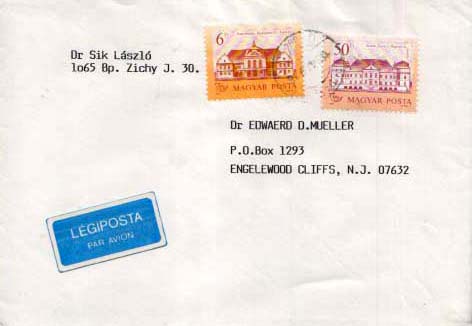 Dr Sik László
1o65 Bp. Zichy J. 30.
6
MAGYAR POSTA
50
MAGYAR POSTA
Dr EDWAERD D.MUELLER
P.O.Box 1293
ENGELEWOOD CLIFFS, N.J. 07632
LÉGIPOSTA
PAR AVION